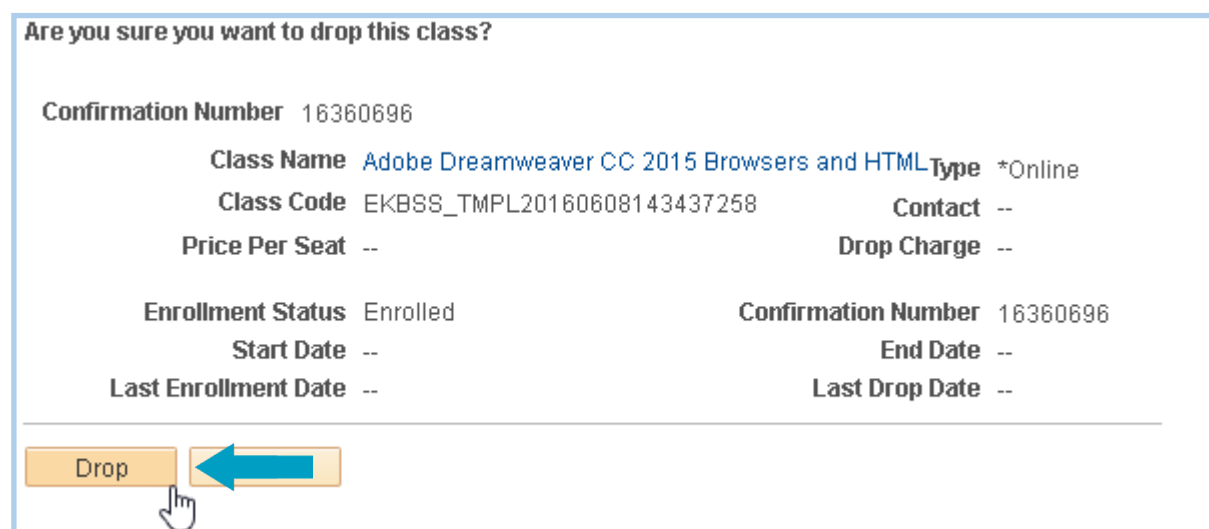 Are you sure you want to drop this class?
Confirmation Number 16360696
Class Name Adobe Dreamweaver CC 2015 Browsers and HTML Type *Online
Class Code EKBSS_TMPL20160608143437258 Contact --
Price Per Seat -- Drop Charge --
Enrollment Status Enrolled Confirmation Number 16360696
Start Date -- End Date --
Last Enrollment Date -- Last Drop Date --
Drop